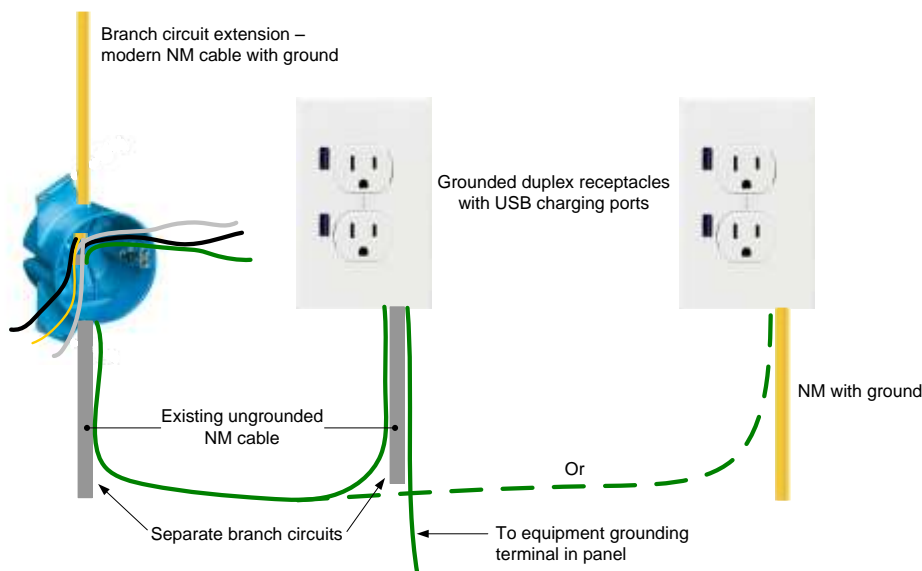 Branch circuit extension –
modern NM cable with ground
Grounded duplex receptacles
with USB charging ports
NM with ground
Existing ungrounded
NM cable
Or
Separate branch circuits
To equipment grounding
terminal in panel